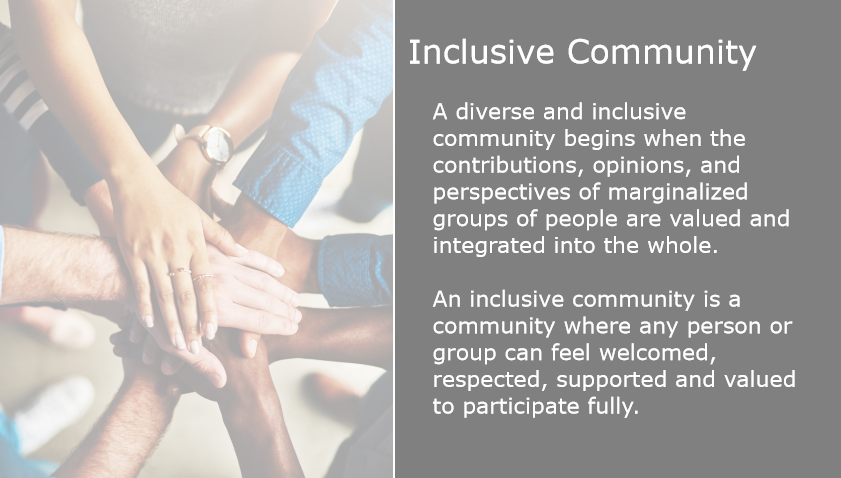 Inclusive Community
A diverse and inclusive
community begins when the
contributions, opinions, and
perspectives of marginalized
groups of people are valued and
integrated into the whole.
An inclusive community is a
community where any person or
group can feel welcomed,
respected, supported and valued
to participate fully.